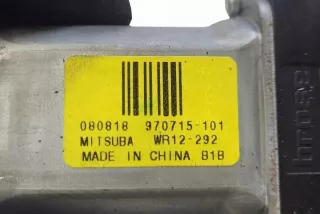 080818 970715-101
MITSUBA WR12-292
MADE IN CHINA B1B
brose